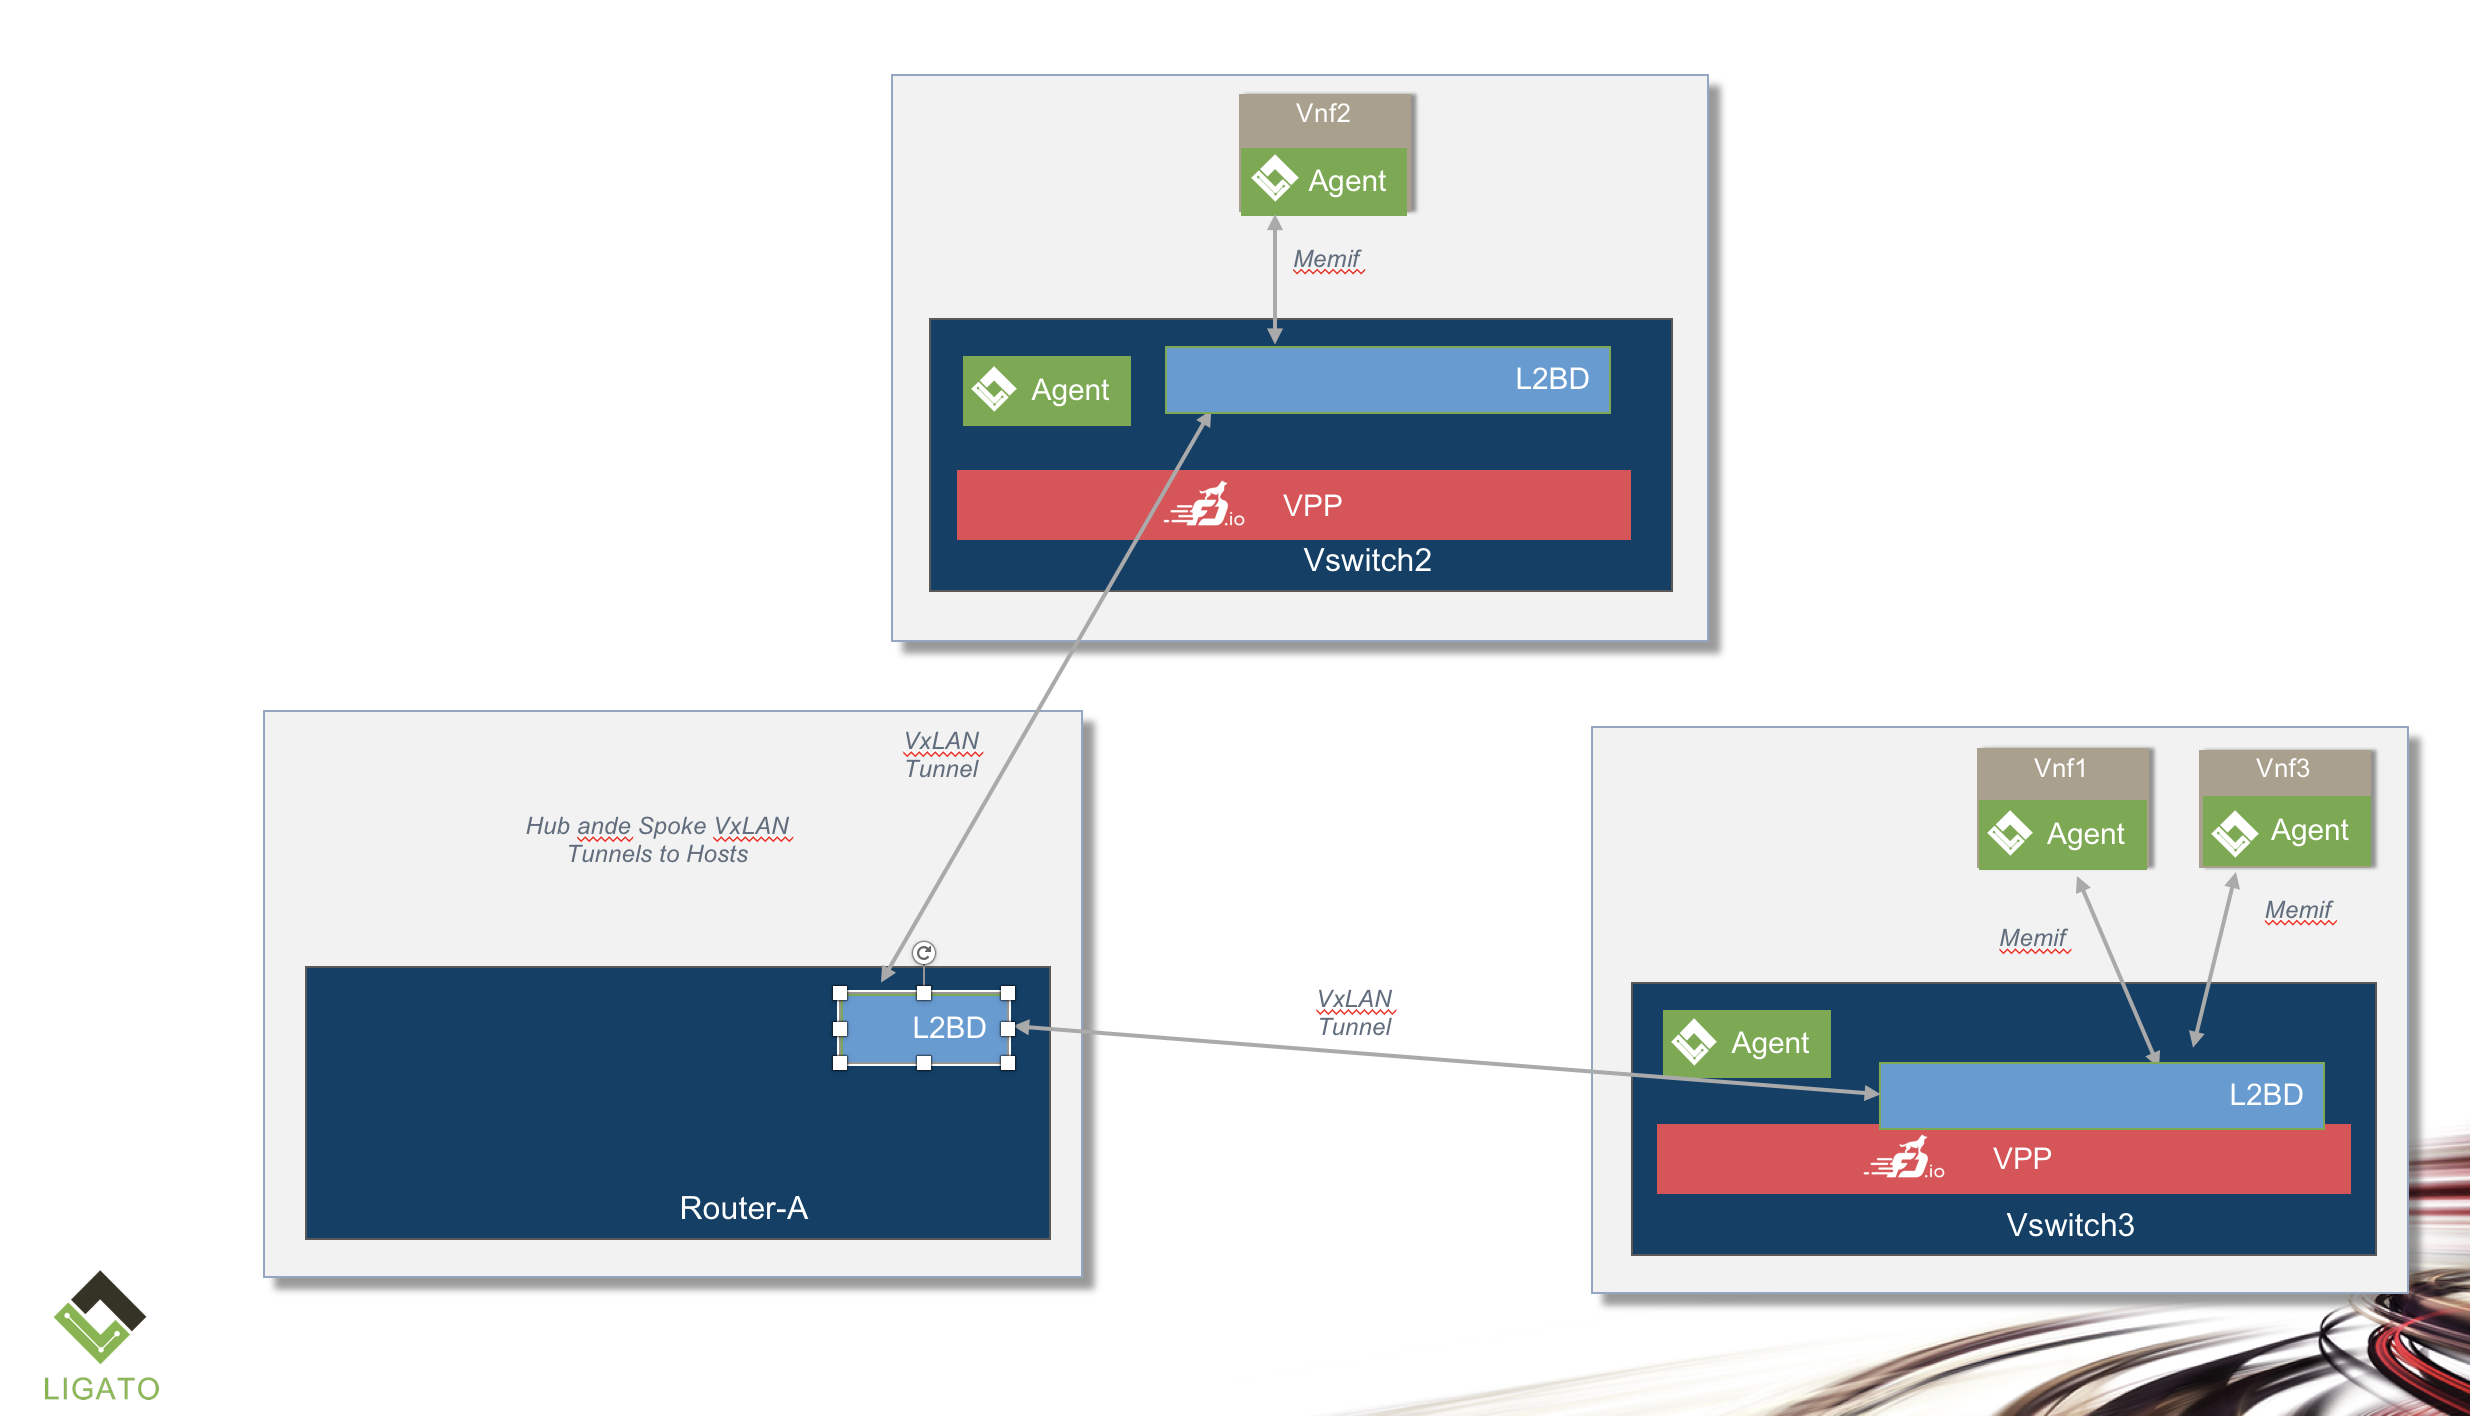 Vnf2
Agent
Memif
Agent
L2BD
.io
VPP
Vswitch2
VxLAN
Tunnel
Hub ande Spoke VxLAN
Tunnels to Hosts
L2BD
Router-A
VxLAN
Tunnel
Vnf1
Agent
Vnf3
Agent
Memif
Memif
Agent
L2BD
.io
VPP
Vswitch3
LIGATO